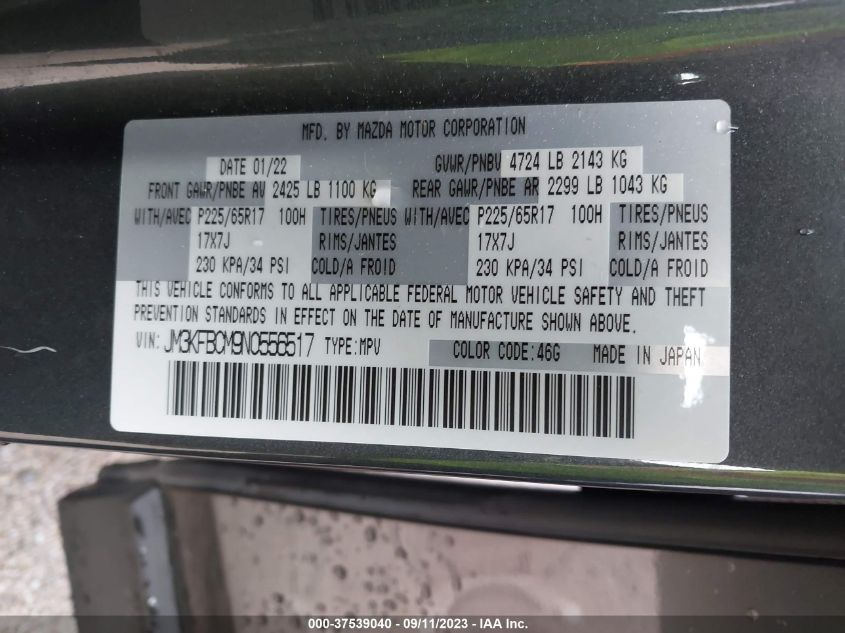 MFD. BY MAZDA MOTOR CORPORATION
DATE 01/22 GVWR/PNBV 4724 LB 2143 KG
FRONT GAWR/PNBE AV 2425 LB 1100 KG REAR GAWR/PNBE AR 2299 LB 1043 KG
WITH/AVEC P225/65R17 100H TIRES/PNEUS WITH/AVEC P225/65R17 100H TIRES/PNEUS
17X7J RIMS/JANTES 17X7J RIMS/JANTES
230 KPA/34 PSI COLD/A FROID 230 KPA/34 PSI COLD/A FROID
THIS VEHICLE CONFORMS TO ALL APPLICABLE FEDERAL MOTOR VEHICLE SAFETY AND THEFT
PREVENTION STANDARDS IN EFFECT ON THE DATE OF MANUFACTURE SHOWN ABOVE.
VIN: JM3KFBCM9N0556517 TYPE:MPV COLOR CODE:46G MADE IN JAPAN
000-37539040 - 09/11/2023 - IAA Inc.